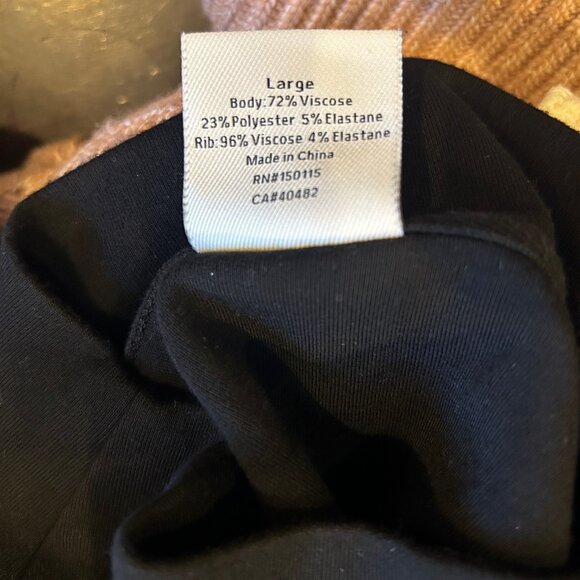 Large
Body:72% Viscose
23% Polyester 5% Elastane
Rib:96% Viscose 4% Elastane
Made in China
RN#150115
CA#40482